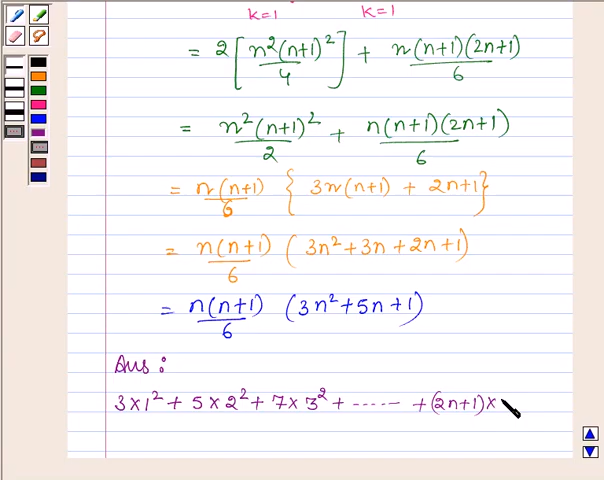 k=1 k=1
= 2 [ n²(n+1)²/4 ] + n(n+1)(2n+1)/6
= n²(n+1)²/2 + n(n+1)(2n+1)/6
= n(n+1)/6 { 3n(n+1) + 2n+1}
= n(n+1)/6 (3n²+3n+2n+1)
= n(n+1)/6 (3n²+5n+1)
Ans :
3×1² + 5×2² + 7×3² + ...... + (2n+1)×